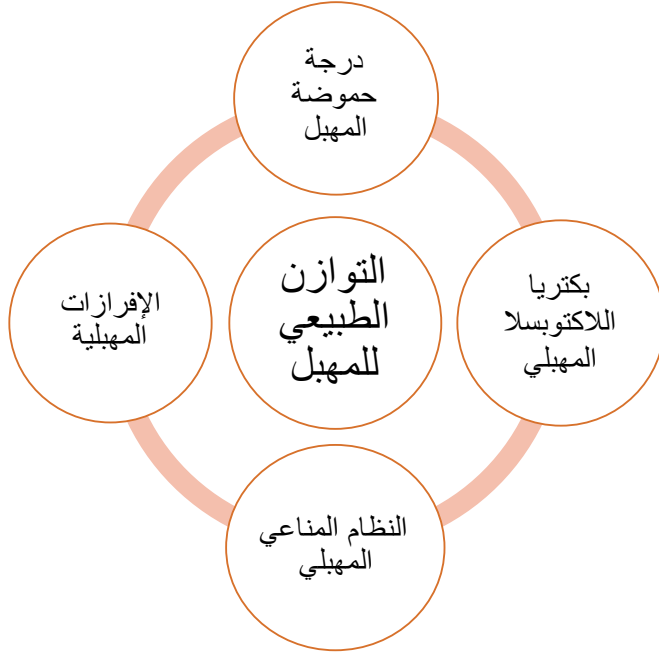 درجة
حموضة
المهبل
بكتريا
اللاكتوبسلا
المهبلي
التوازن
الطبيعي
للمهبل
الإفرازات
المهبلية
النظام المناعي
المهبلي